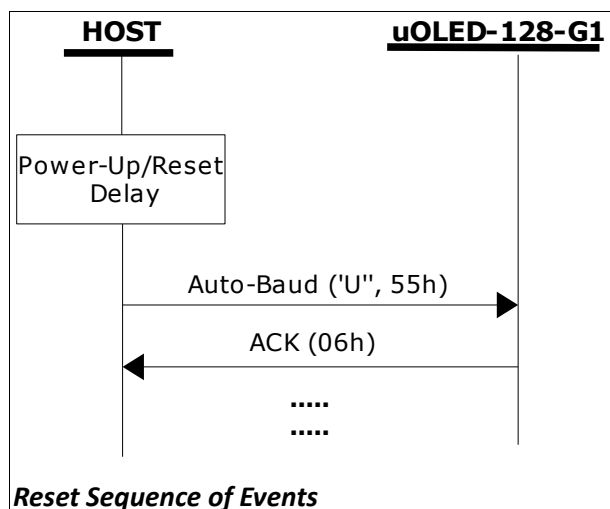 HOST
uOLED-128-G1
Power-Up/Reset
Delay
Auto-Baud ('U'', 55h)
ACK (06h)
.....
.....
Reset Sequence of Events